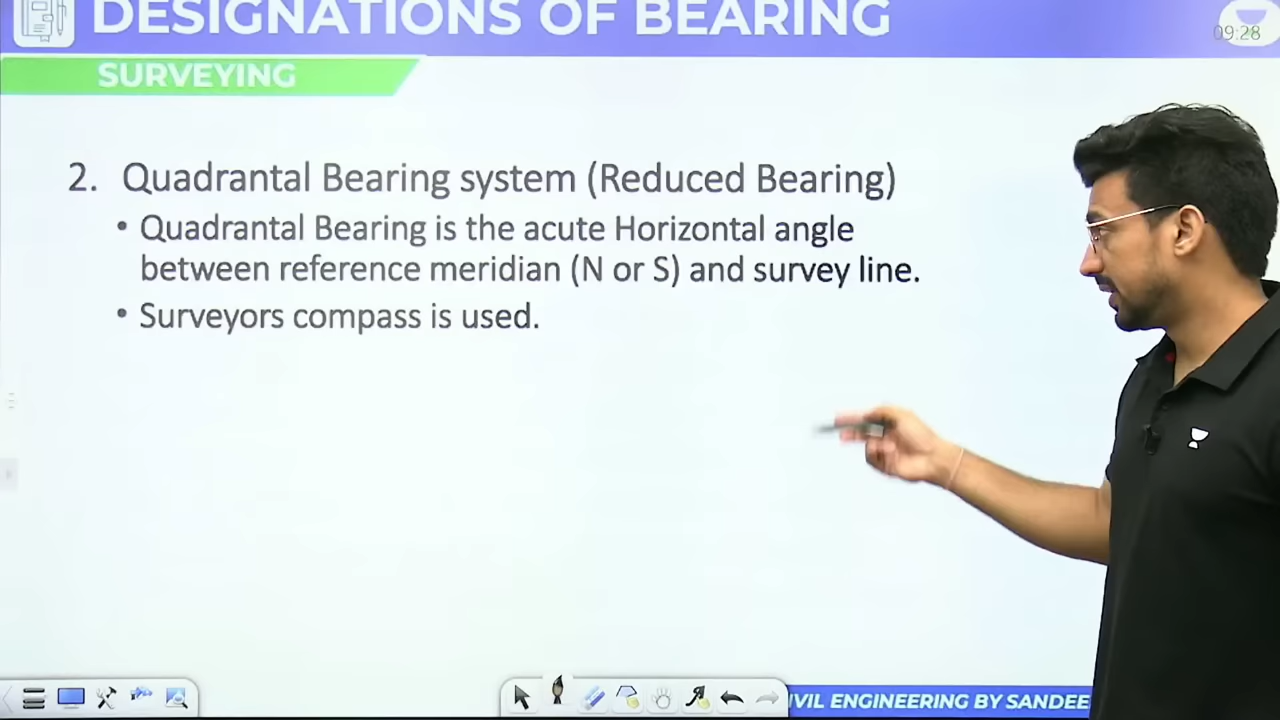 DESIGNATIONS OF BEARING
09:28
SURVEYING
2. Quadrantal Bearing system (Reduced Bearing)
• Quadrantal Bearing is the acute Horizontal angle
between reference meridian (N or S) and survey line.
• Surveyors compass is used.
IVIL ENGINEERING BY SANDEE